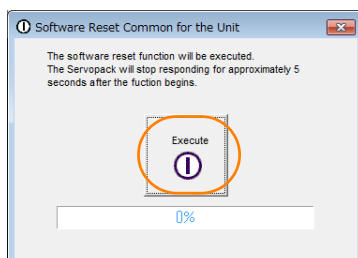 Software Reset Common for the Unit
The software reset function will be executed.
The Servopack will stop responding for approximately 5
seconds after the fuction begins.
Execute
0%